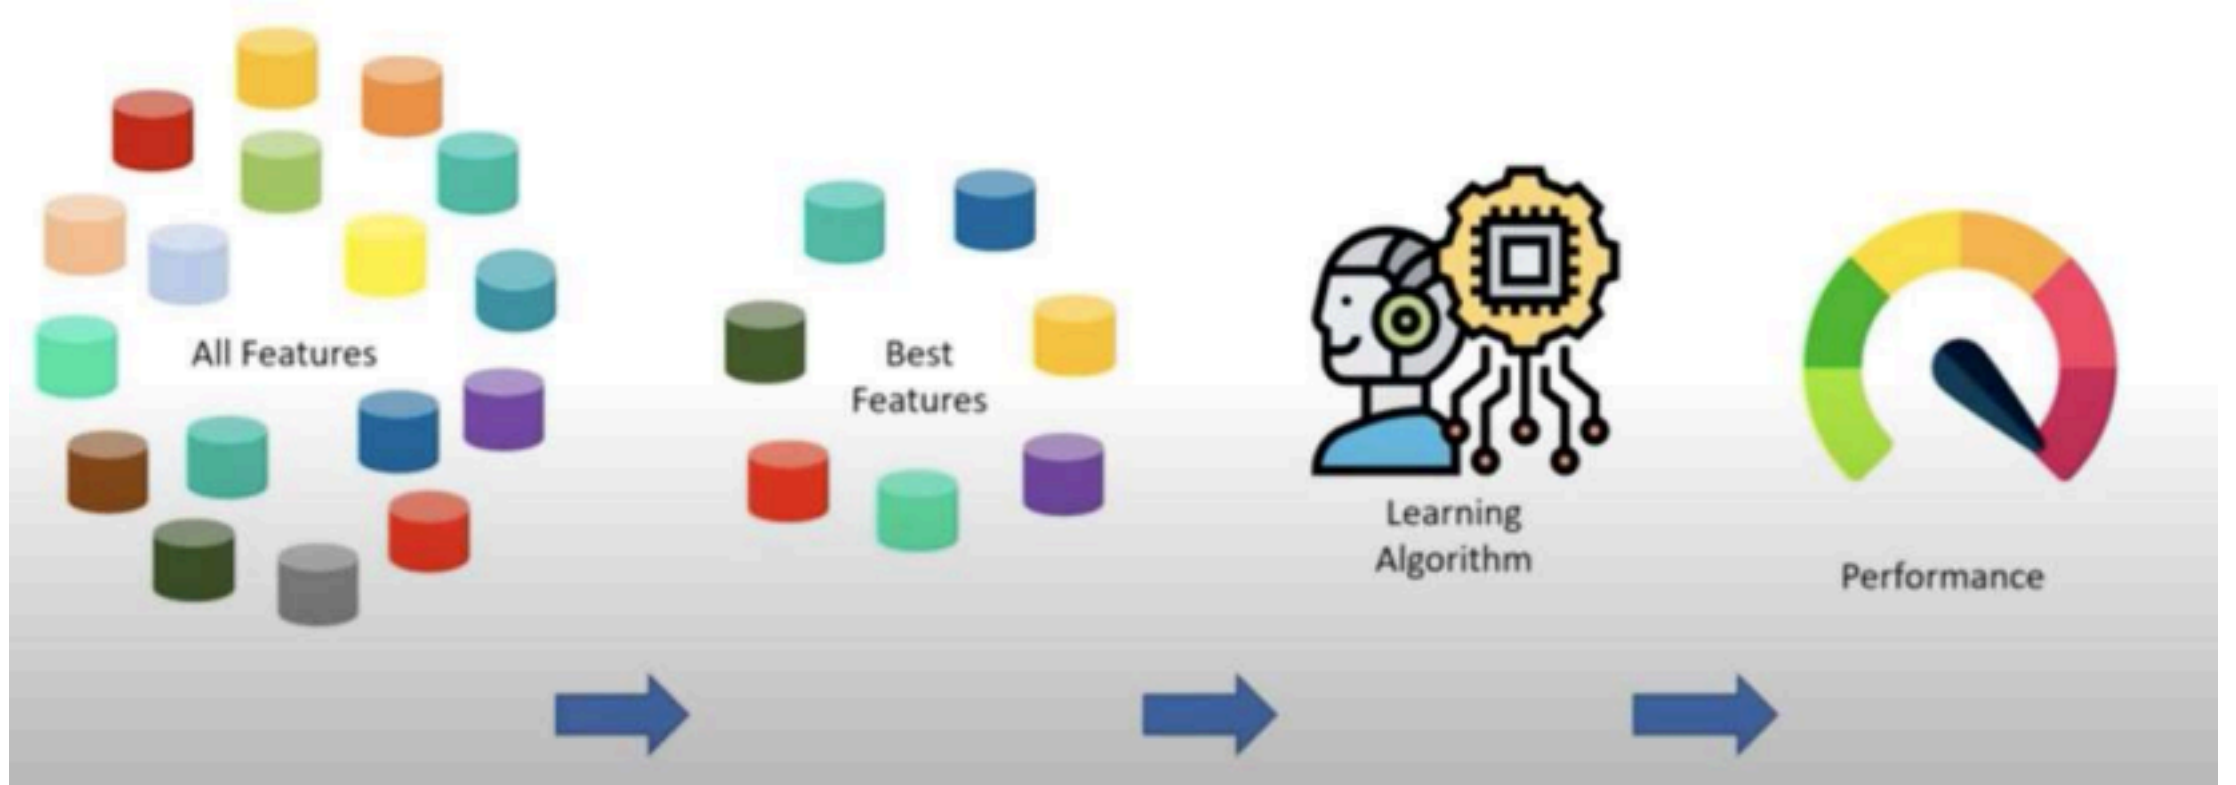 All Features
Best
Features
Learning
Algorithm
Performance